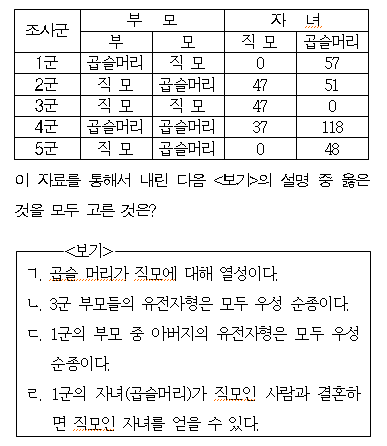 조사군 부 모 자 녀
부 모 직 모 곱슬머리
1군 곱슬머리 직 모 0 57
2군 직 모 곱슬머리 47 51
3군 직 모 직 모 47 0
4군 곱슬머리 곱슬머리 37 118
5군 직 모 곱슬머리 0 48
이 자료를 통해서 내린 다음 <보기>의 설명 중 옳은
것을 모두 고른 것은?
<보기>
ㄱ. 곱슬 머리가 직모에 대해 열성이다.
ㄴ. 3군 부모들의 유전자형은 모두 우성 순종이다.
ㄷ. 1군의 부모 중 아버지의 유전자형은 모두 우성
순종이다.
ㄹ. 1군의 자녀(곱슬머리)가 직모인 사람과 결혼하
면 직모인 자녀를 얻을 수 있다.